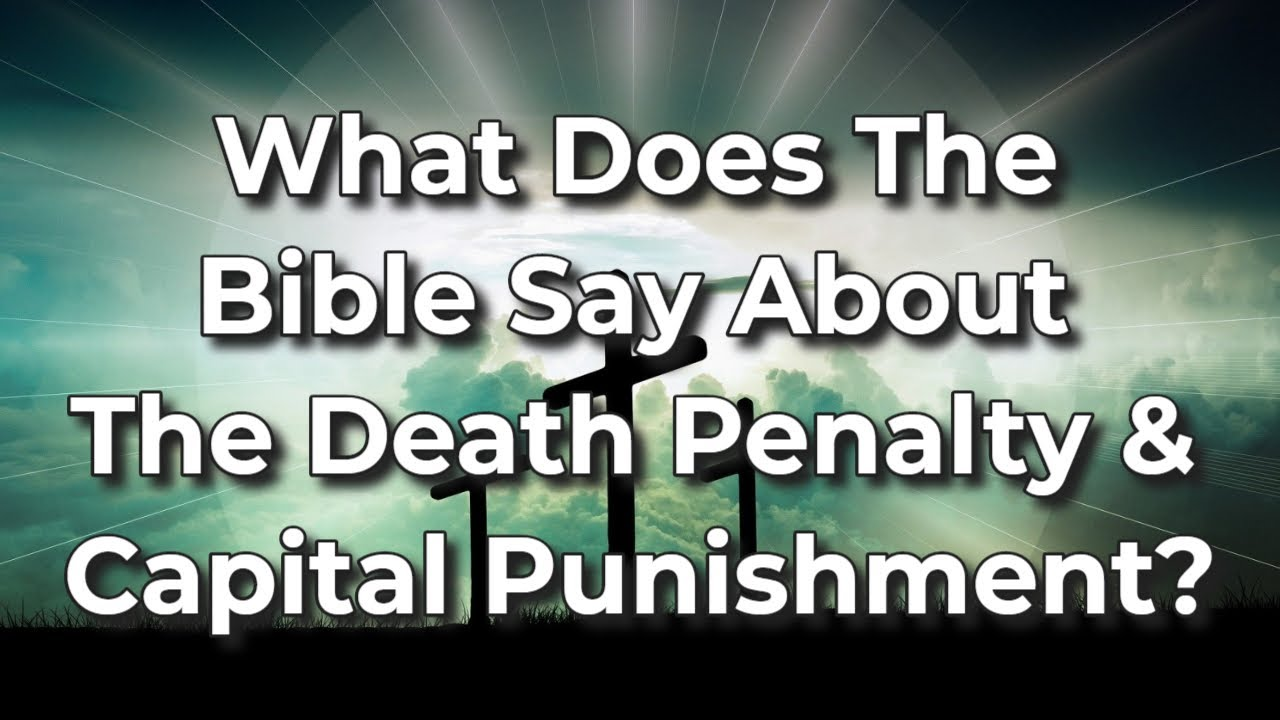 What Does The
Bible Say About
The Death Penalty &
Capital Punishment?